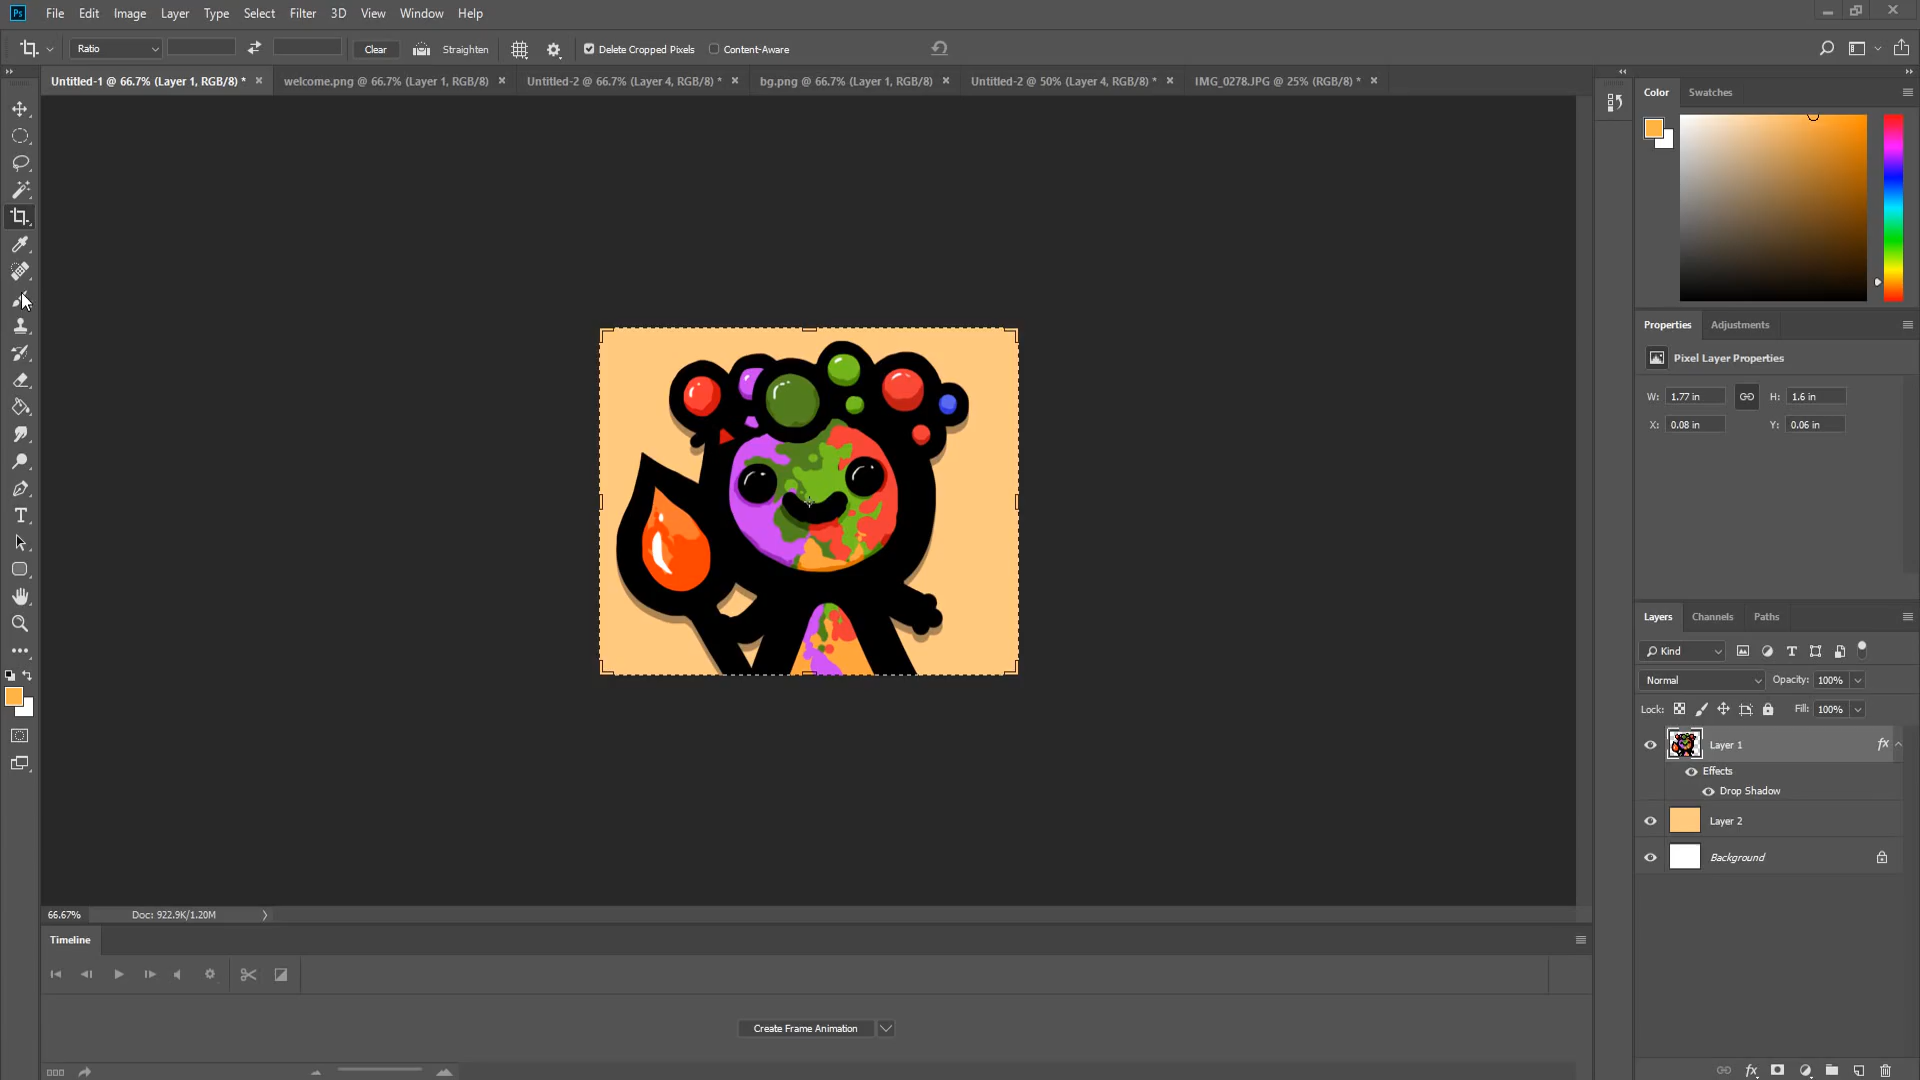 Ps File Edit Image Layer Type Select Filter 3D View Window Help
Ratio Clear Straighten Delete Cropped Pixels Content-Aware
Untitled-1 @ 66.7% (Layer 1, RGB/8) * welcome.png @ 66.7% (Layer 1, RGB/8) Untitled-2 @ 66.7% (Layer 4, RGB/8) * bg.png @ 66.7% (Layer 1, RGB/8) Untitled-2 @ 50% (Layer 4, RGB/8) * IMG_0278.JPG @ 25% (RGB/8) *
Color Swatches
Properties Adjustments
Pixel Layer Properties
W: 1.77 in H: 1.6 in
X: 0.08 in Y: 0.06 in
Layers Channels Paths
Kind
Normal Opacity: 100%
Lock: Fill: 100%
Layer 1 fx
Effects
Drop Shadow
Layer 2
Background
66.67% Doc: 922.9K/1.20M
Timeline
Create Frame Animation
fx